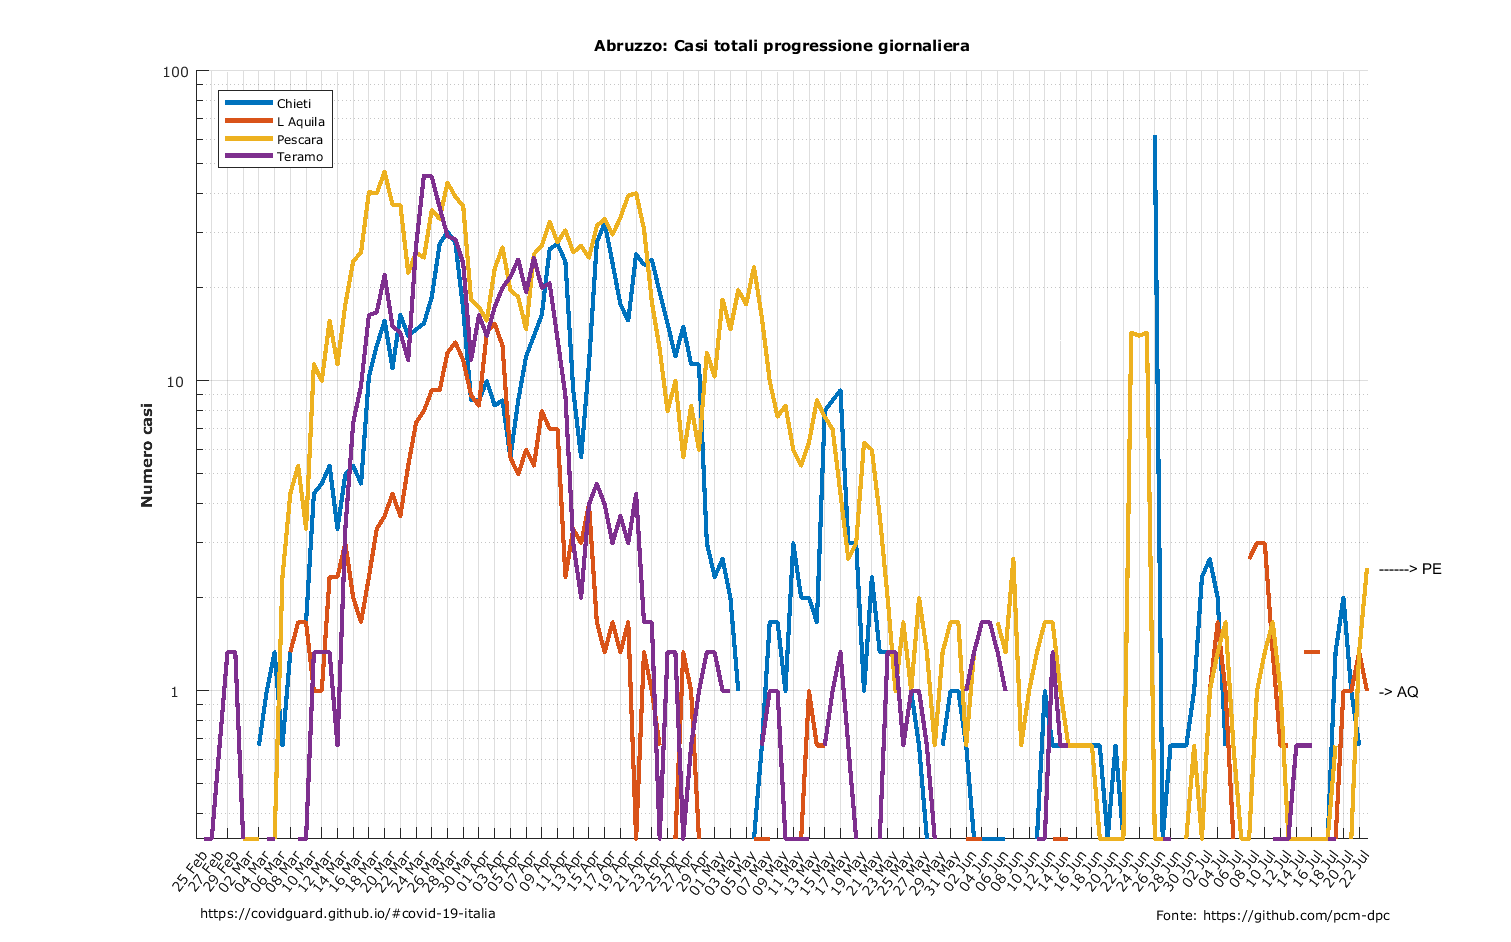 Abruzzo: Casi totali progressione giornaliera
100
Chieti
L Aquila
Pescara
Teramo
10
1
Numero casi
------> PE
-> AQ
25 Feb
27 Feb
29 Feb
02 Mar
04 Mar
06 Mar
08 Mar
10 Mar
12 Mar
14 Mar
16 Mar
18 Mar
20 Mar
22 Mar
24 Mar
26 Mar
28 Mar
30 Mar
01 Apr
03 Apr
05 Apr
07 Apr
09 Apr
11 Apr
13 Apr
15 Apr
17 Apr
19 Apr
21 Apr
23 Apr
25 Apr
27 Apr
29 Apr
01 May
03 May
05 May
07 May
09 May
11 May
13 May
15 May
17 May
19 May
21 May
23 May
25 May
27 May
29 May
31 May
02 Jun
04 Jun
06 Jun
08 Jun
10 Jun
12 Jun
14 Jun
16 Jun
18 Jun
20 Jun
22 Jun
24 Jun
26 Jun
28 Jun
30 Jun
02 Jul
04 Jul
06 Jul
08 Jul
10 Jul
12 Jul
14 Jul
16 Jul
18 Jul
20 Jul
22 Jul
https://covidguard.github.io/#covid-19-italia
Fonte: https://github.com/pcm-dpc